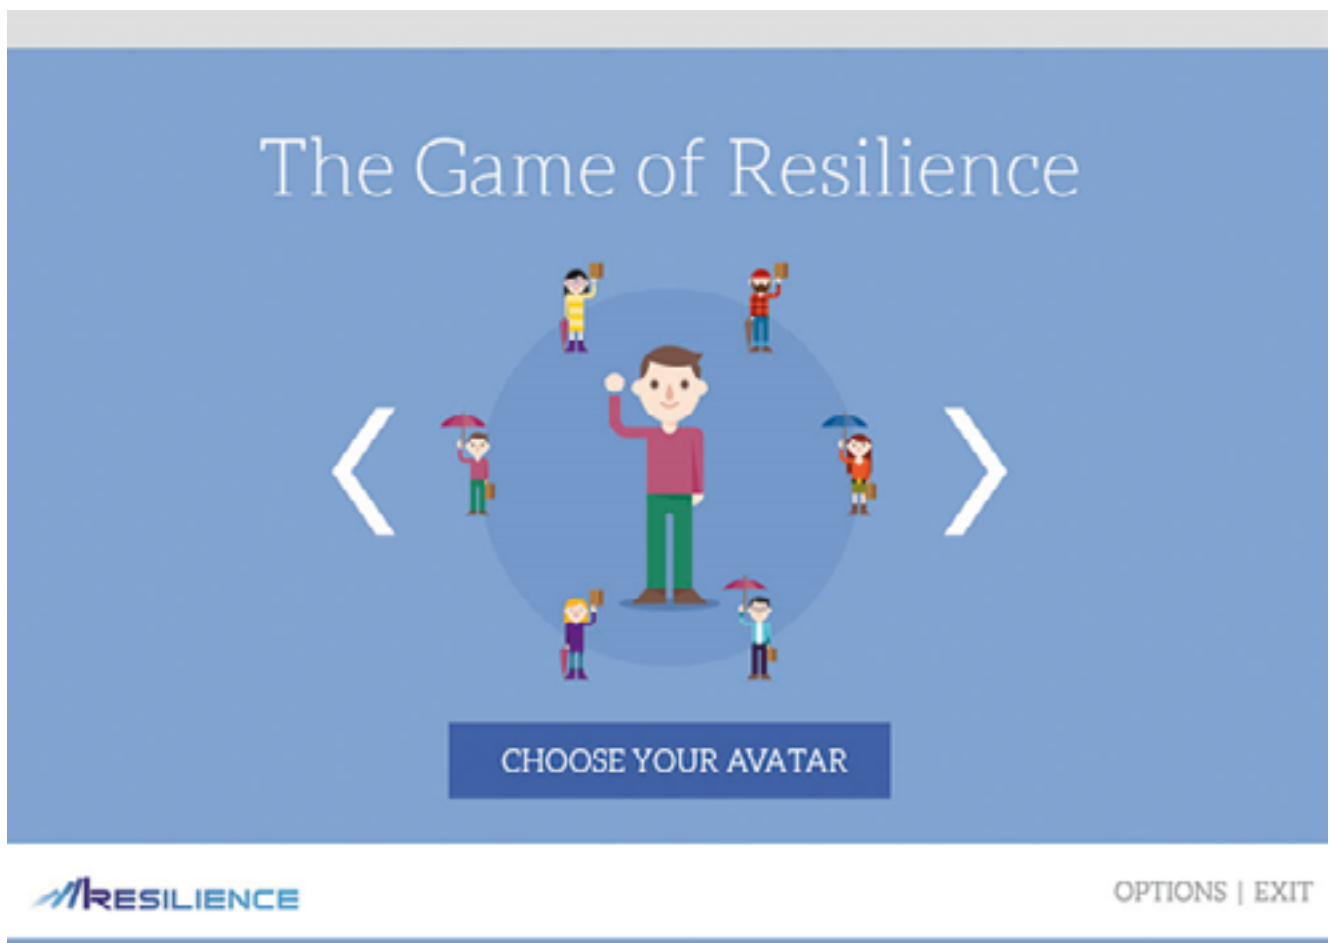 The Game of Resilience
CHOOSE YOUR AVATAR
RESILIENCE
OPTIONS | EXIT